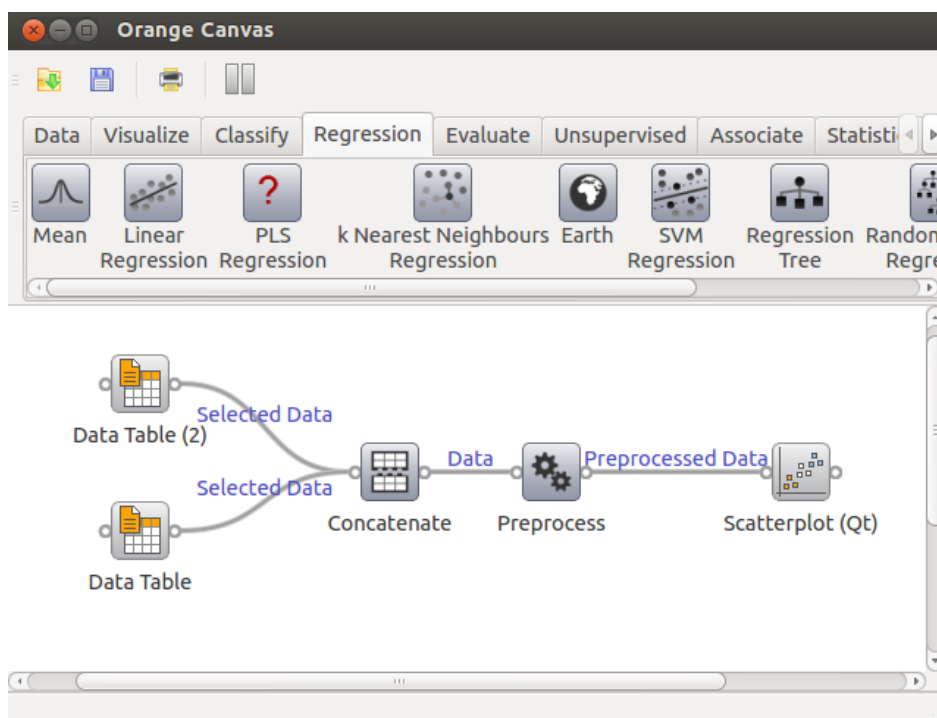 Orange Canvas
Data Visualize Classify Regression Evaluate Unsupervised Associate
Mean Linear Regression PLS Regression k Nearest Neighbours Regression Earth SVM Regression Regression Tree
Selected Data
Data Table (2)
Data
Preprocessed Data
Selected Data
Concatenate
Preprocess
Scatterplot (Qt)
Data Table